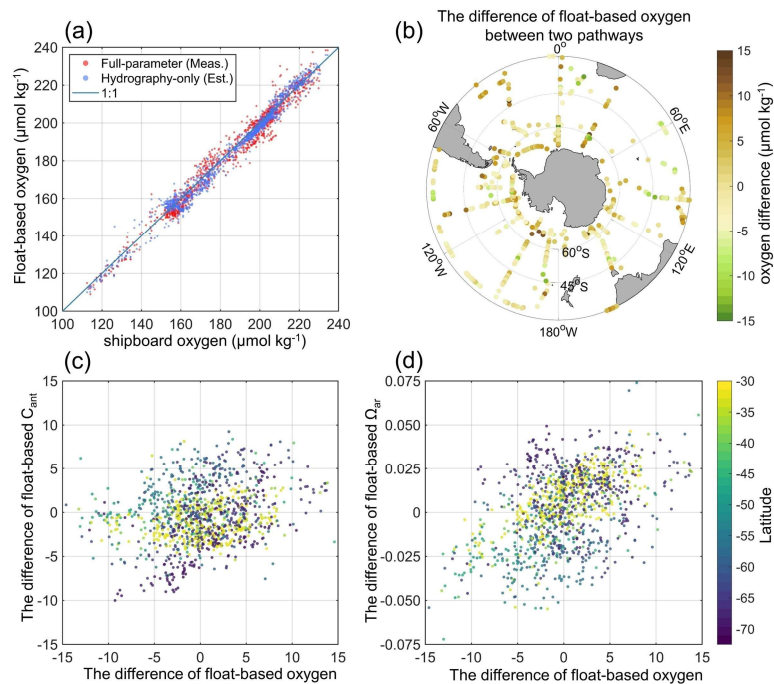 (a)
240
220
200
180
160
140
120
100
Float-based oxygen (µmol kg⁻¹)
Full-parameter (Meas.)
Hydrography-only (Est.)
1:1
100 120 140 160 180 200 220 240
shipboard oxygen (µmol kg⁻¹)
(b)
The difference of float-based oxygen
between two pathways
0°
60°W
60°E
120°W
120°E
60°S
45°S
180°W
15
10
5
0
-5
-10
-15
oxygen difference (µmol kg⁻¹)
(c)
15
10
5
0
-5
-10
-15
The difference of float-based Cant
-15 -10 -5 0 5 10 15
The difference of float-based oxygen
(d)
0.075
0.05
0.025
0
-0.025
-0.05
-0.075
The difference of float-based Ωar
-15 -10 -5 0 5 10 15
The difference of float-based oxygen
-30
-35
-40
-45
-50
-55
-60
-65
-70
Latitude